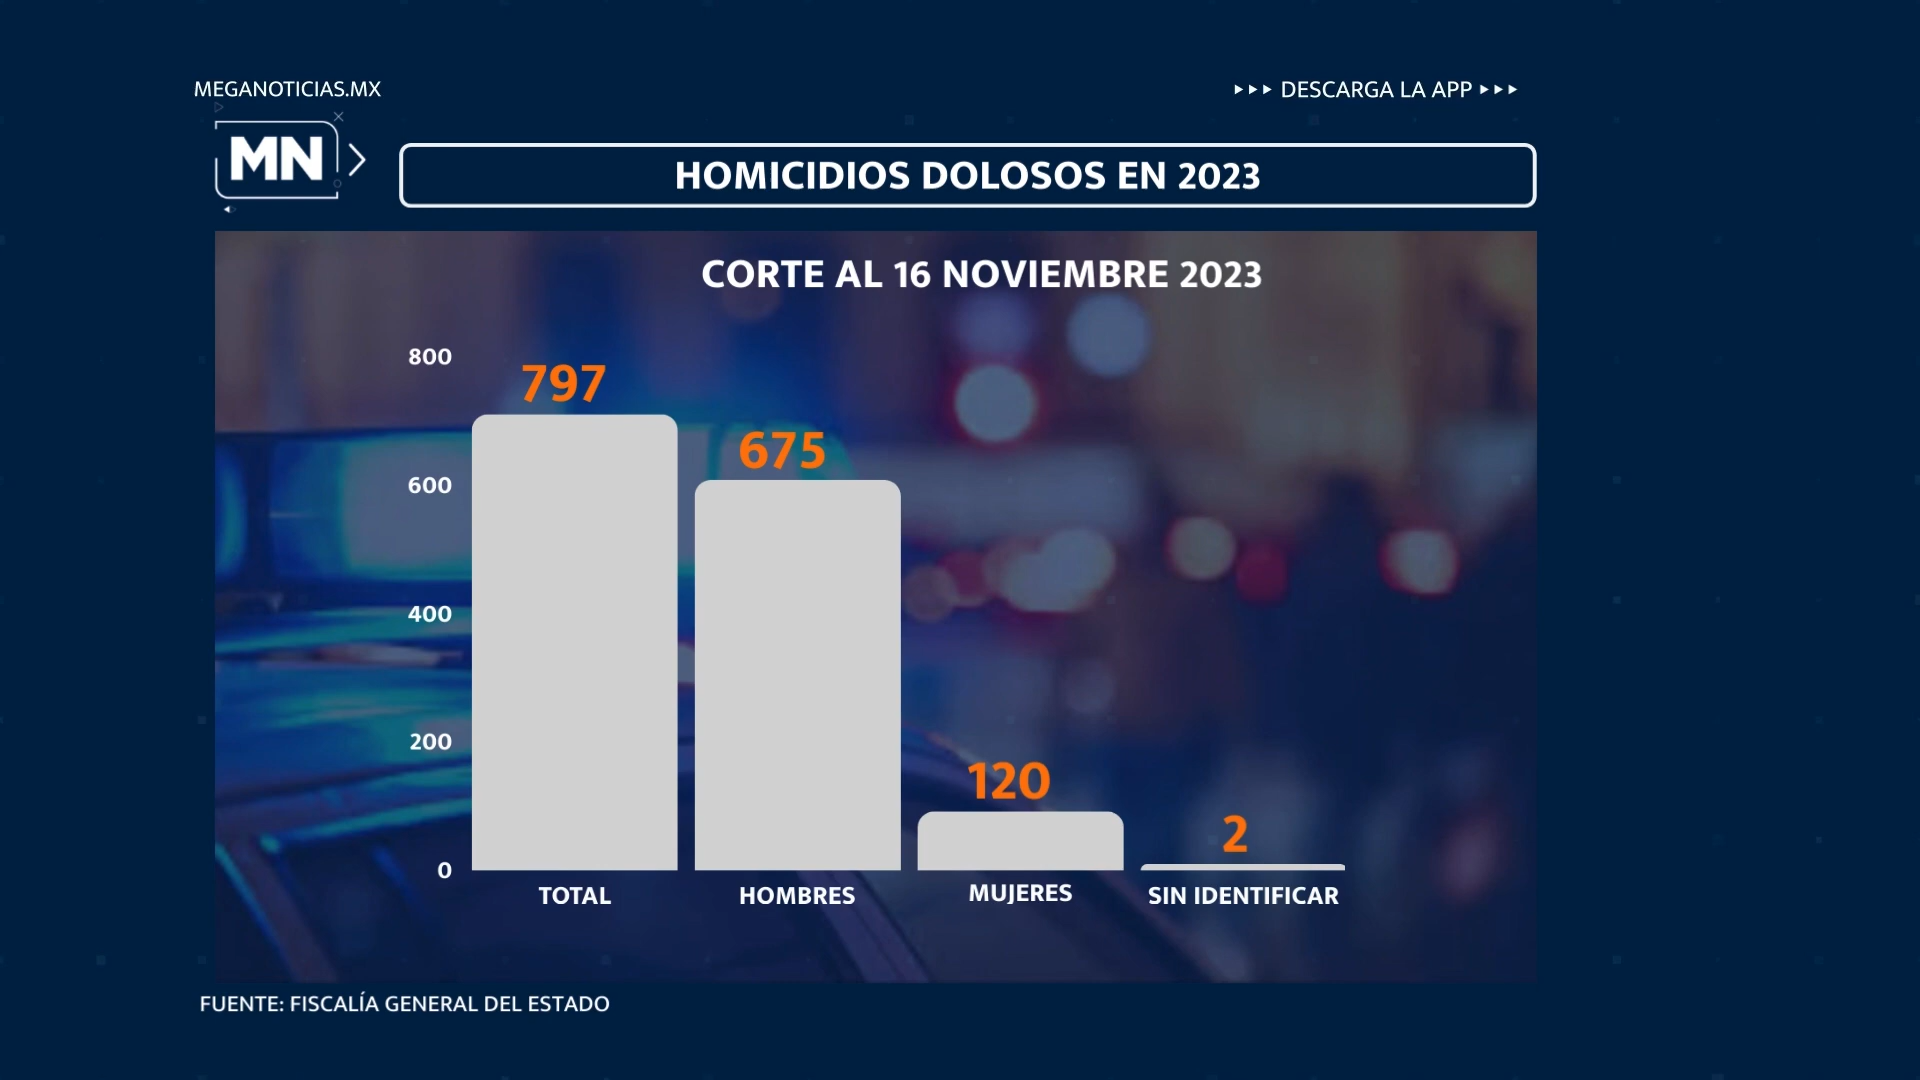 MEGANOTICIAS.MX
DESCARGA LA APP
MN
HOMICIDIOS DOLOSOS EN 2023
CORTE AL 16 NOVIEMBRE 2023
800
797
675
600
400
200
120
2
0
TOTAL
HOMBRES
MUJERES
SIN IDENTIFICAR
FUENTE: FISCALÍA GENERAL DEL ESTADO